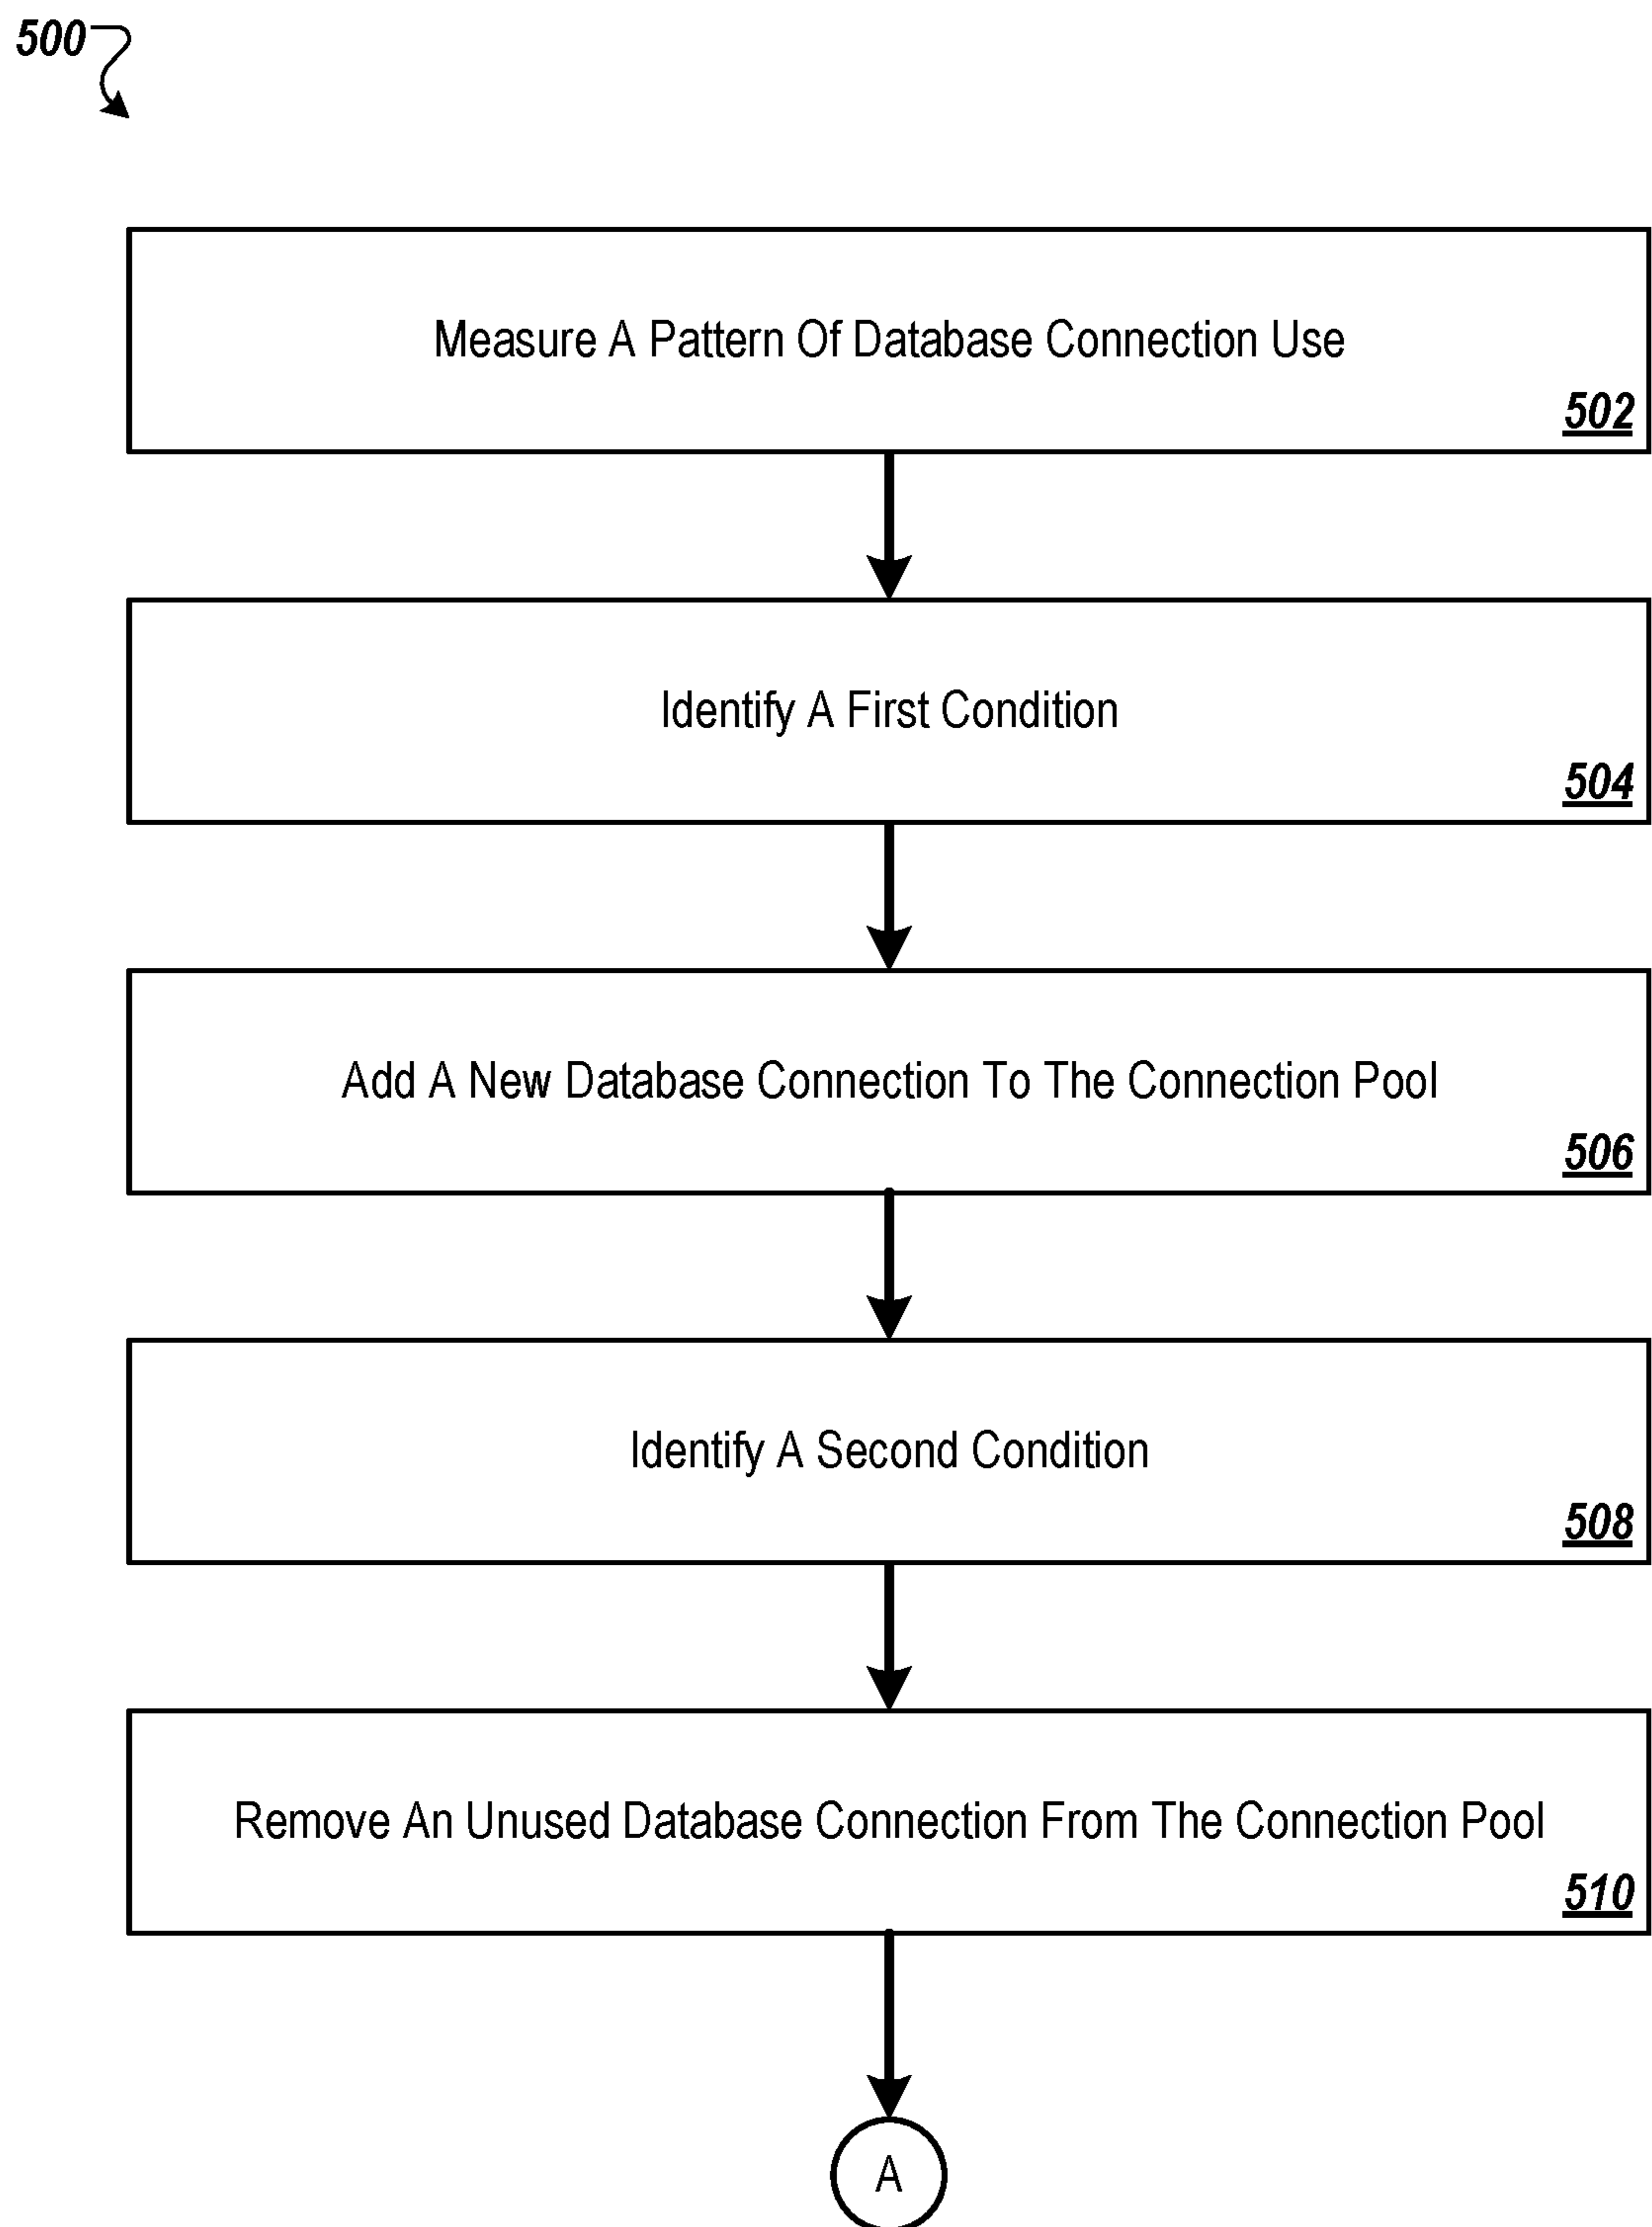 500
Measure A Pattern Of Database Connection Use
502
Identify A First Condition
504
Add A New Database Connection To The Connection Pool
506
Identify A Second Condition
508
Remove An Unused Database Connection From The Connection Pool
510
A